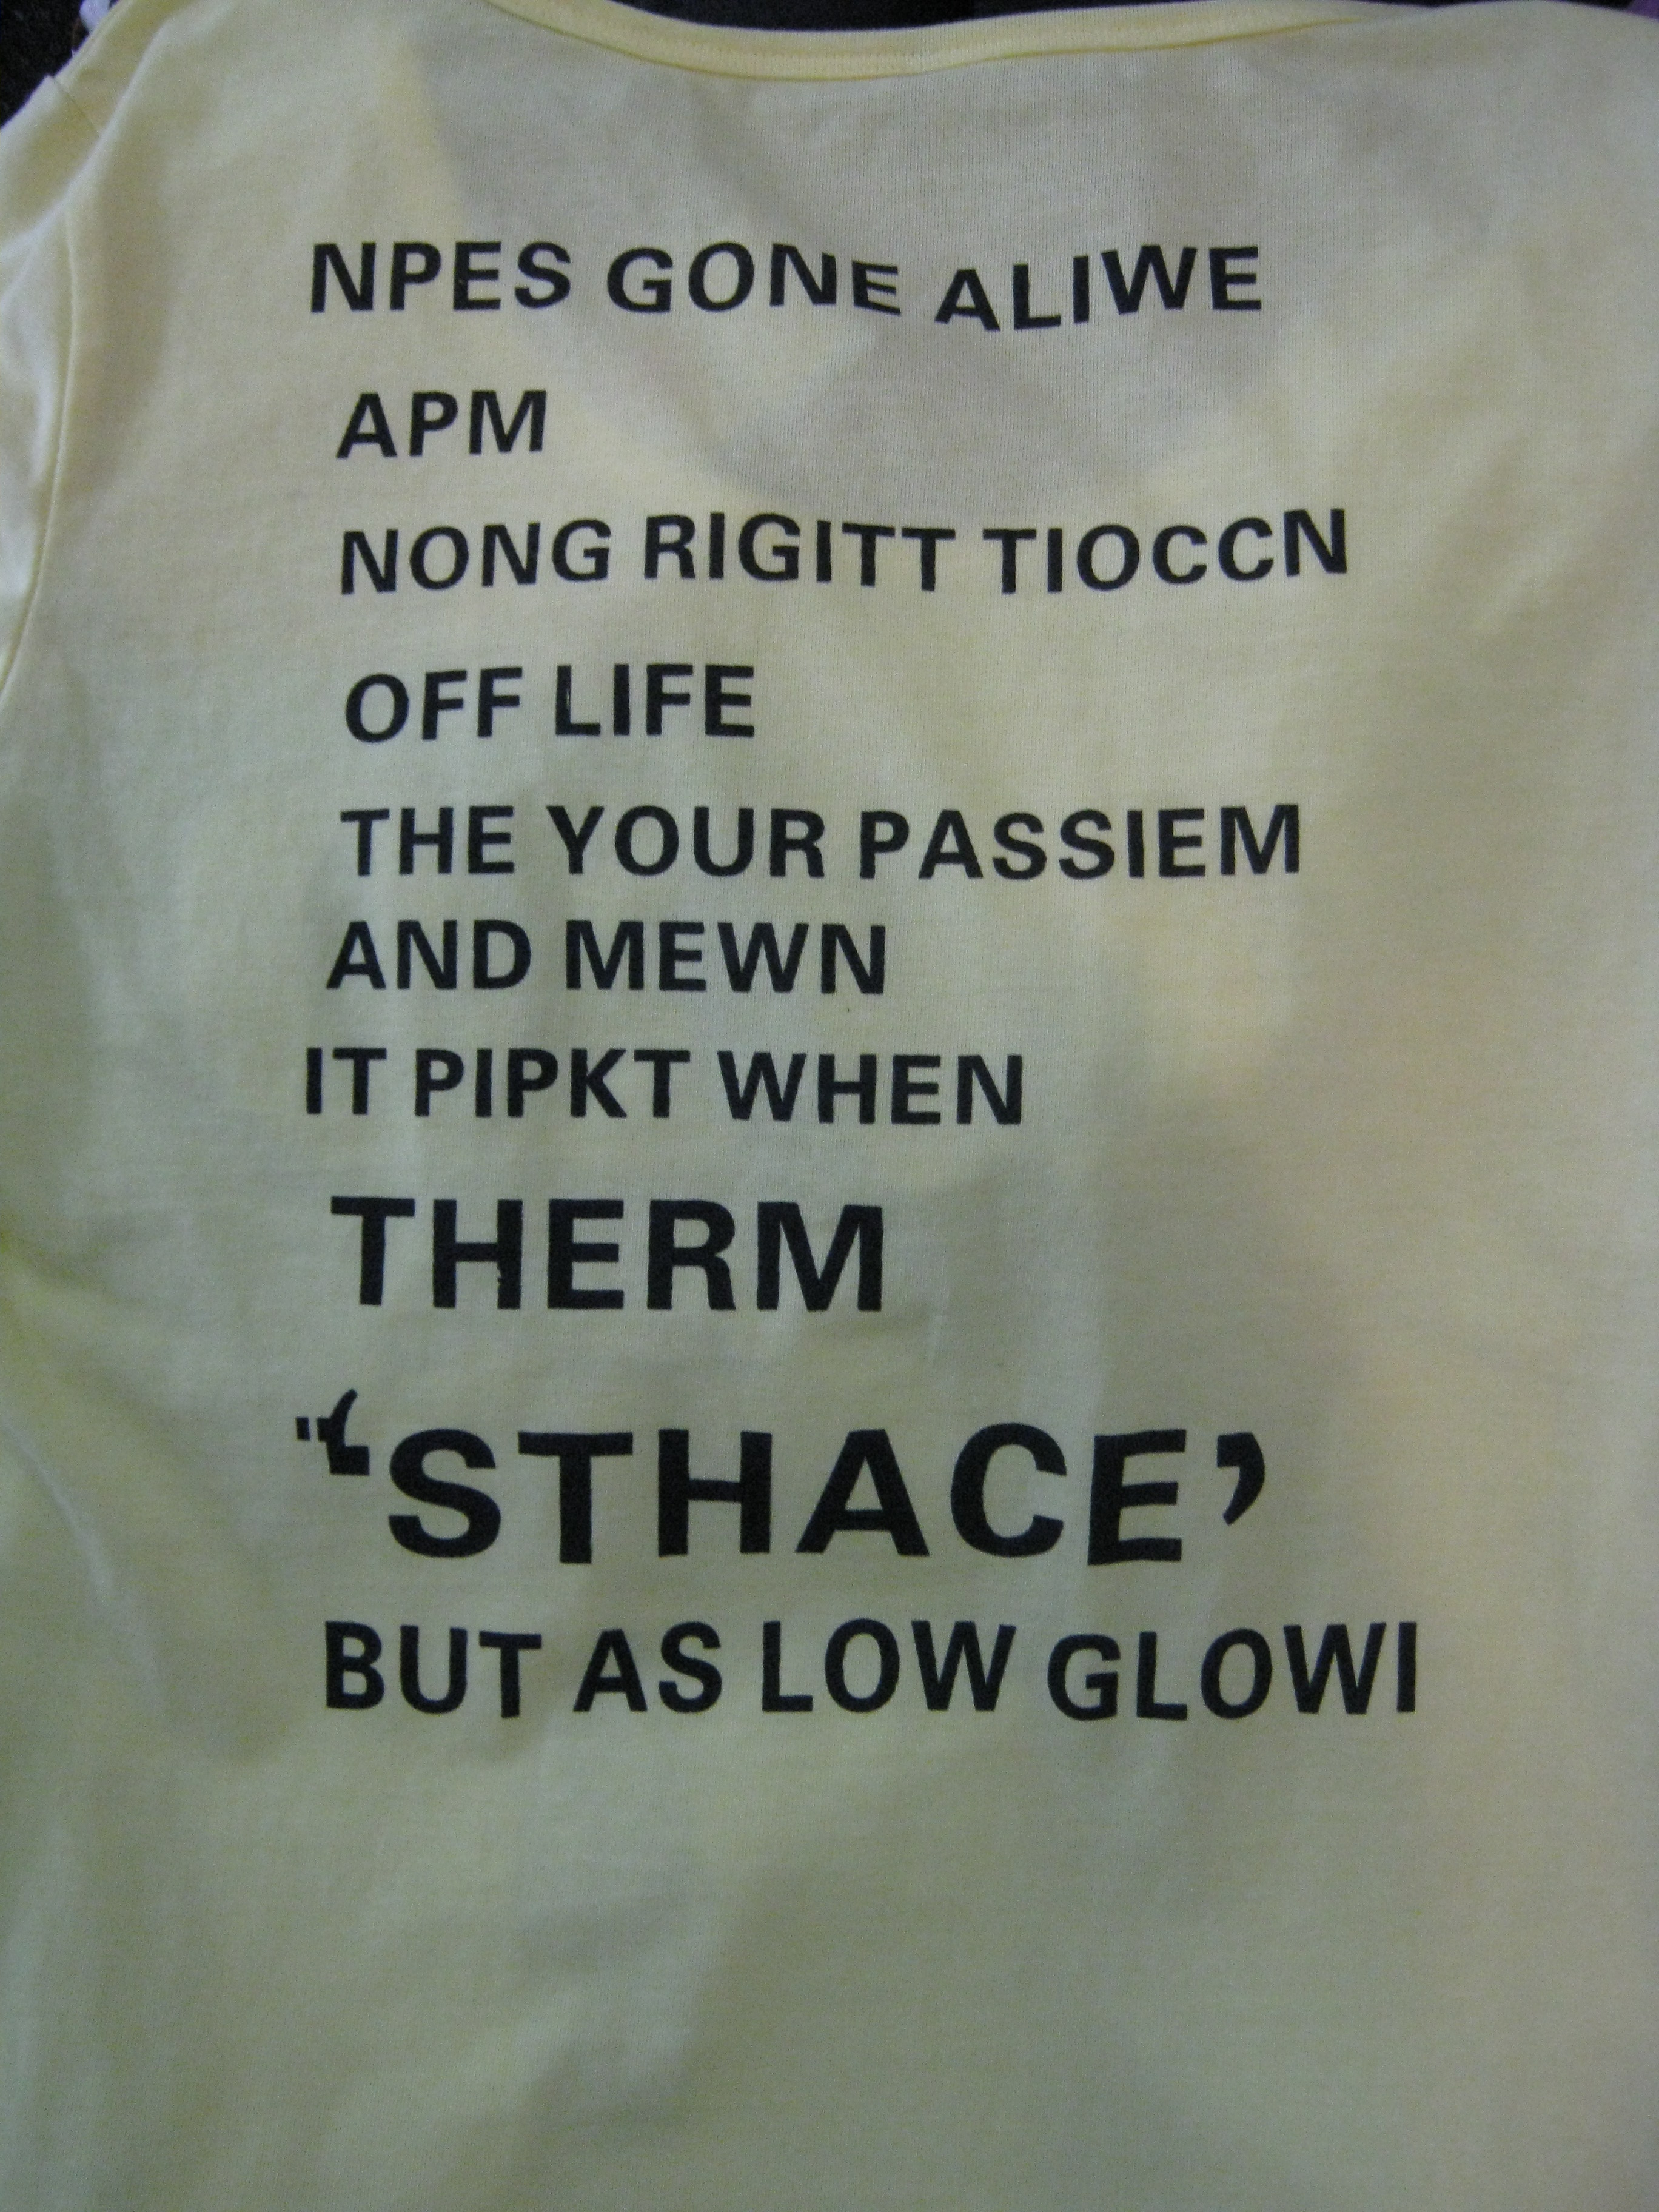 NPES GONE ALIWE
APM
NONG RIGITT TIOCCN
OFF LIFE
THE YOUR PASSIEM
AND MEWN
IT PIPKT WHEN
THERM
"‘STHACE’
BUT AS LOW GLOWI